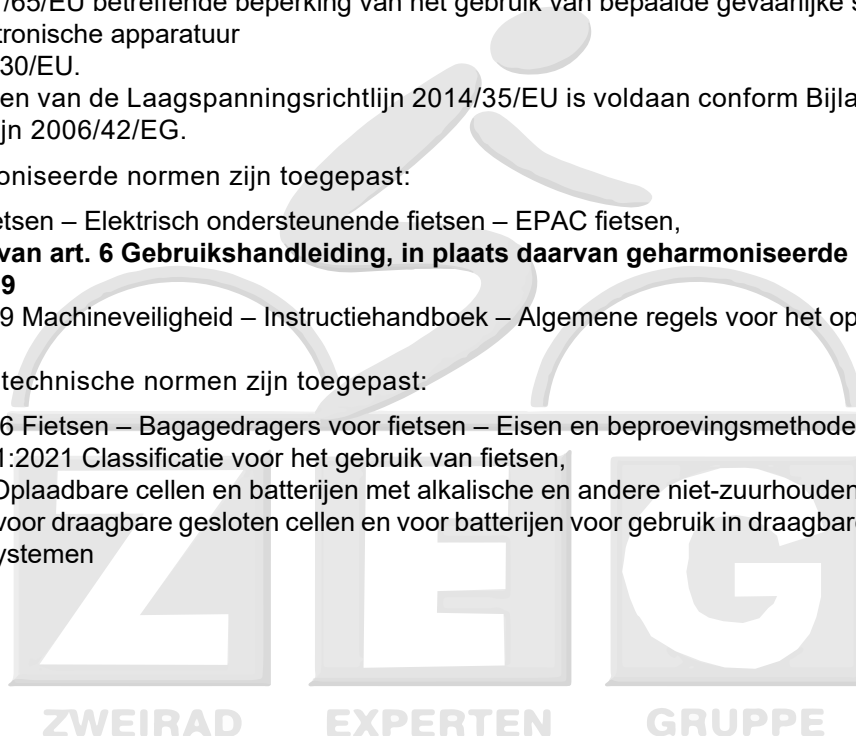 /65/EU betreffende beperking van het gebruik van bepaalde gevaarlijke s
tronische apparatuur
30/EU.
en van de Laagspanningsrichtlijn 2014/35/EU is voldaan conform Bijla
ijn 2006/42/EG.
oniseerde normen zijn toegepast:
etsen – Elektrisch ondersteunende fietsen – EPAC fietsen,
van art. 6 Gebruikshandleiding, in plaats daarvan geharmoniseerde
9
9 Machineveiligheid – Instructiehandboek – Algemene regels voor het op
technische normen zijn toegepast:
6 Fietsen – Bagagedragers voor fietsen – Eisen en beproevingsmethode
1:2021 Classificatie voor het gebruik van fietsen,
Oplaadbare cellen en batterijen met alkalische en andere niet-zuurhouden
voor draagbare gesloten cellen en voor batterijen voor gebruik in draagbar
ystemen
ZEG
ZWEIRAD EXPERTEN GRUPPE